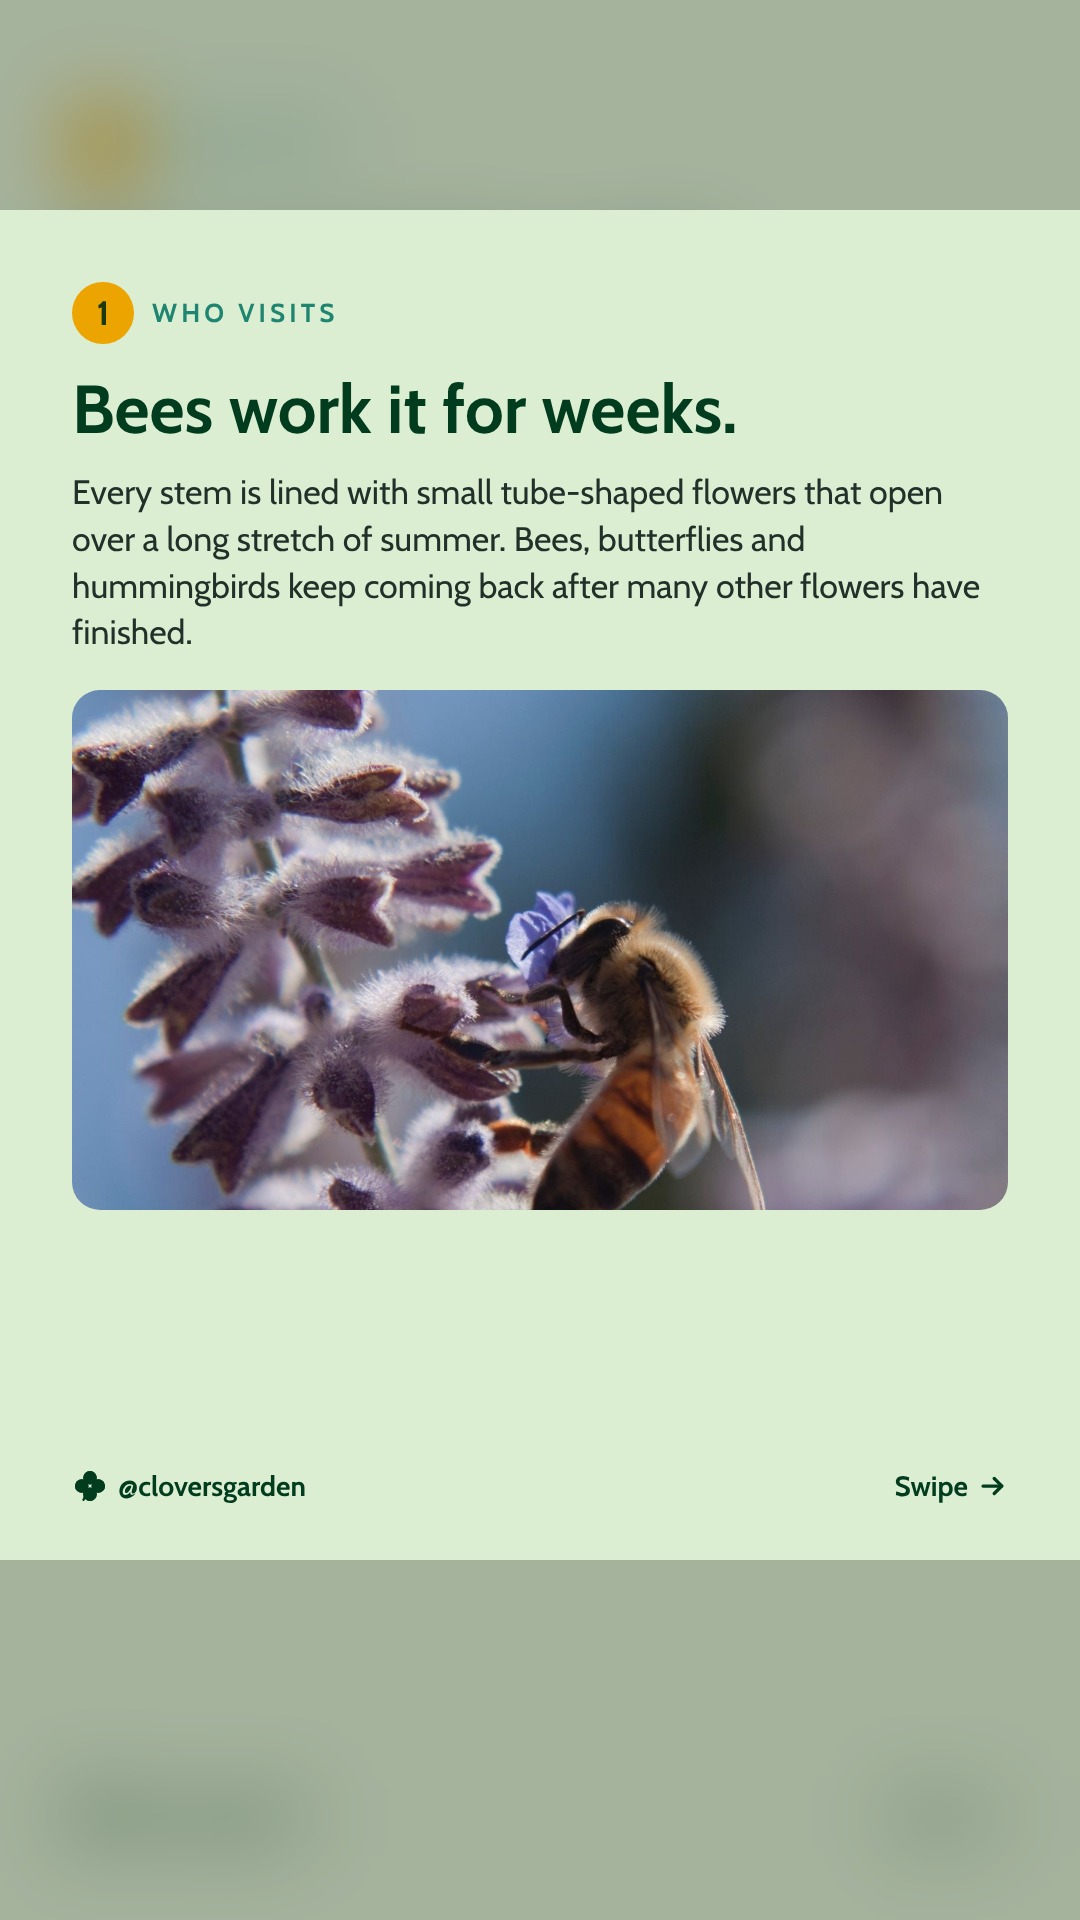 1 WHO VISITS
Bees work it for weeks.
Every stem is lined with small tube-shaped flowers that open
over a long stretch of summer. Bees, butterflies and
hummingbirds keep coming back after many other flowers have
finished.
@cloversgarden
Swipe →